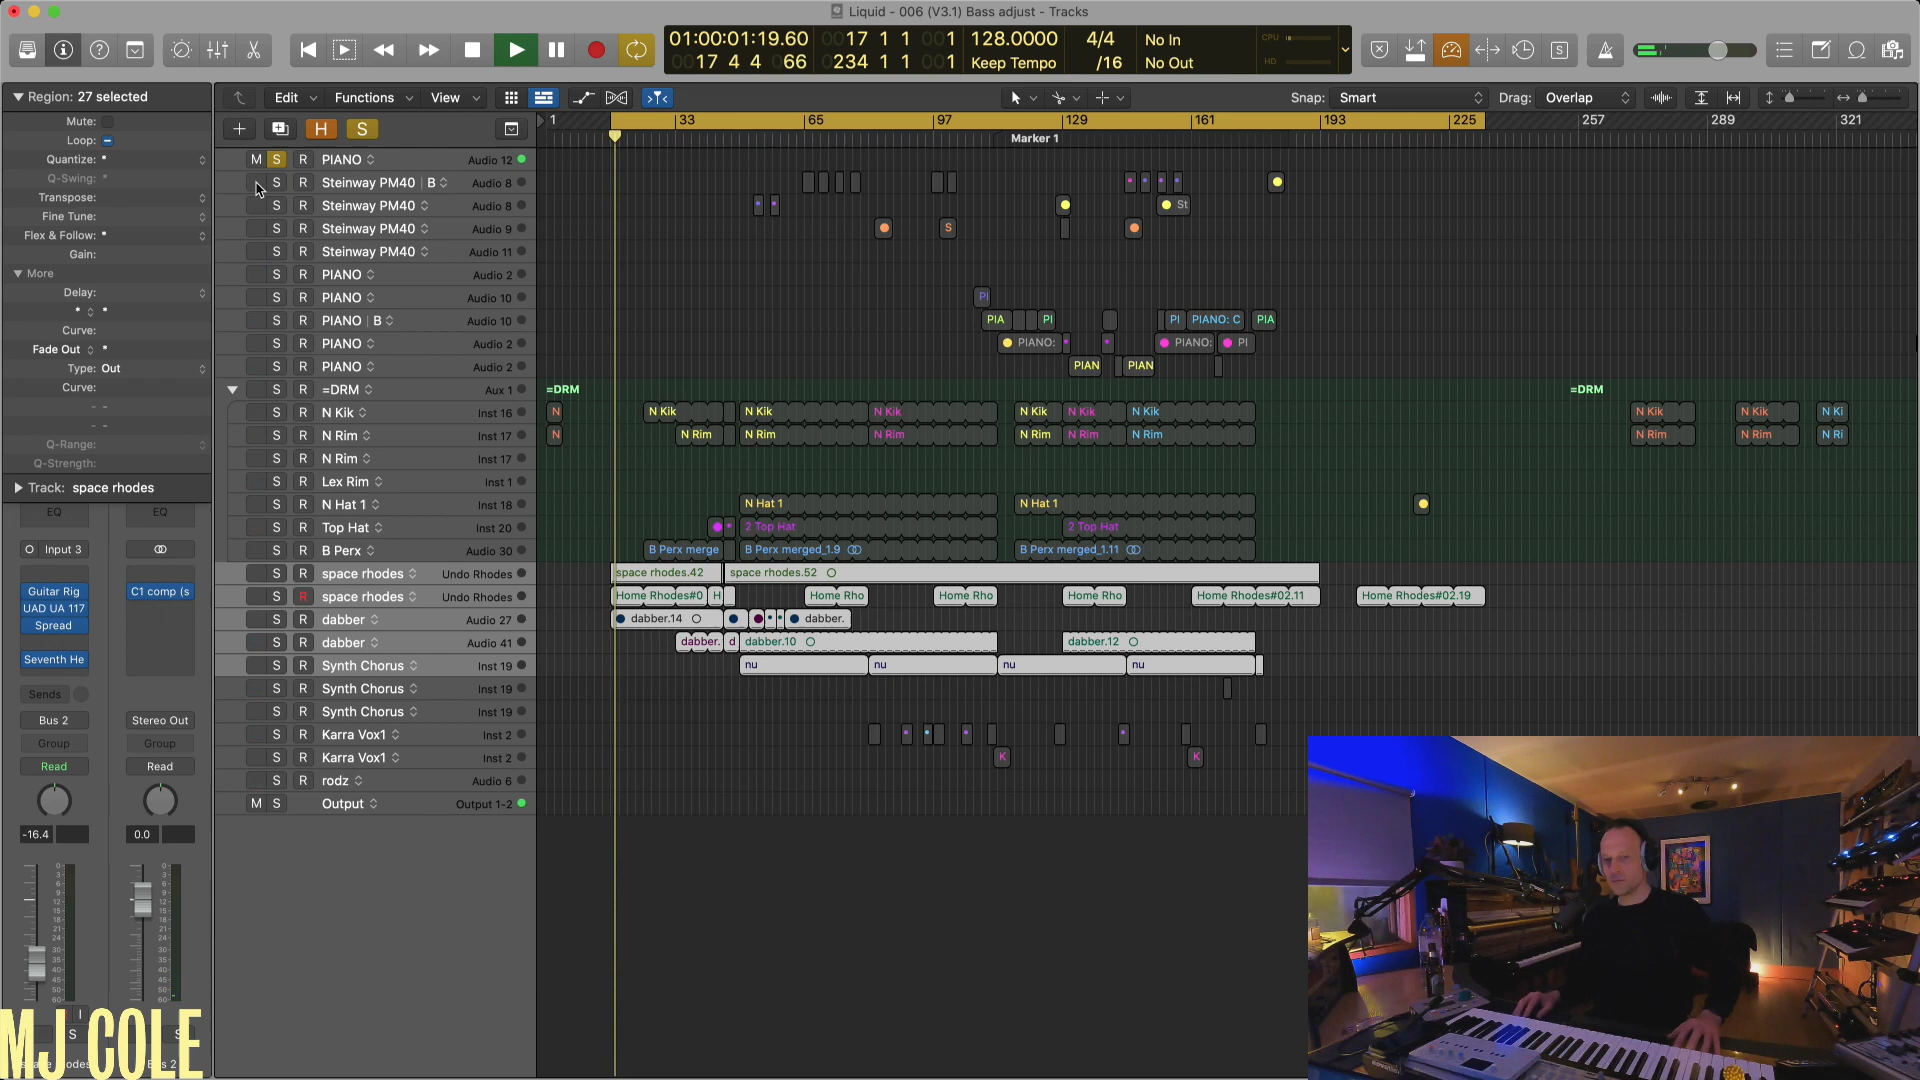 Liquid - 006 (V3.1) Bass adjust - Tracks
01:00:01:19.60 0017 1 1 001 128.0000 4/4 No In CPU
0017 4 4 066 0234 1 1 001 Keep Tempo /16 No Out HD
Region: 27 selected Edit Functions View Snap: Smart Drag: Overlap
Mute:
Loop:
Quantize:
Q-Swing:
Transpose:
Fine Tune:
Flex & Follow:
Gain:
More
Delay:
Curve:
Fade Out
Type: Out
Curve:
Q-Range:
Q-Strength:
Track: space rhodes
EQ EQ
Input 3
Guitar Rig C1 comp (s
UAD UA 117
Spread
Seventh He
Sends
Bus 2 Stereo Out
Group Group
Read Read
-16.4 0.0
S
MJ COLE
H S
1 33 65 97 129 161 193 225 257 289 321
Marker 1
M S R PIANO Audio 12
S R Steinway PM40 B Audio 8
S R Steinway PM40 Audio 8 St
S R Steinway PM40 Audio 9 S
S R Steinway PM40 Audio 11
S R PIANO Audio 2
S R PIANO Audio 10 PI
S R PIANO B Audio 10 PIA PI PI PIANO: C PIA
S R PIANO Audio 2 PIANO: PIANO: PI
S R PIANO Audio 2 PIAN PIAN
S R =DRM Aux 1 =DRM =DRM
S R N Kik Inst 16 N N Kik N Kik N Kik N Kik N Kik N Kik N Kik N Kik N Ki
S R N Rim Inst 17 N N Rim N Rim N Rim N Rim N Rim N Rim N Rim N Rim N Ri
S R N Rim Inst 17
S R Lex Rim Inst 1
S R N Hat 1 Inst 18 N Hat 1 N Hat 1
S R Top Hat Inst 20 2 Top Hat 2 Top Hat
S R B Perx Audio 30 B Perx merge B Perx merged_1.9 B Perx merged_1.11
S R space rhodes Undo Rhodes space rhodes.42 space rhodes.52
S R space rhodes Undo Rhodes Home Rhodes#0 H Home Rho Home Rho Home Rho Home Rhodes#02.11 Home Rhodes#02.19
S R dabber Audio 27 dabber.14 dabber.
S R dabber Audio 41 dabber. d dabber.10 dabber.12
S R Synth Chorus Inst 19 nu nu nu nu
S R Synth Chorus Inst 19
S R Synth Chorus Inst 19
S R Karra Vox1 Inst 2
S R Karra Vox1 Inst 2 K K
S R rodz Audio 6
M S Output Output 1-2